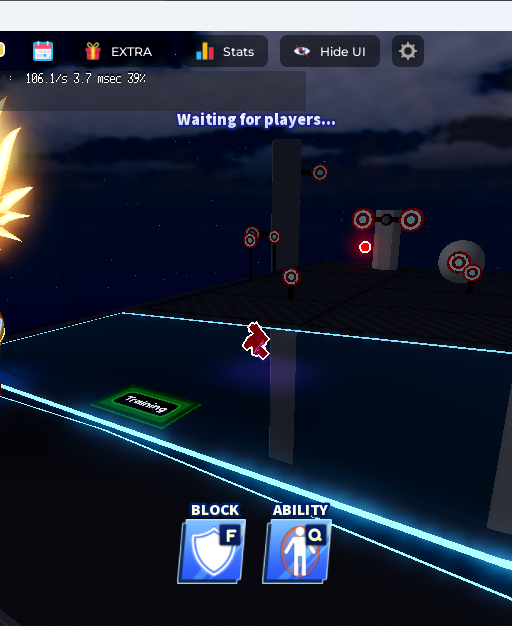 EXTRA
Stats
Hide UI
: 106.1/s 3.7 msec 39%
Waiting for players...
Training
BLOCK
ABILITY
F
Q